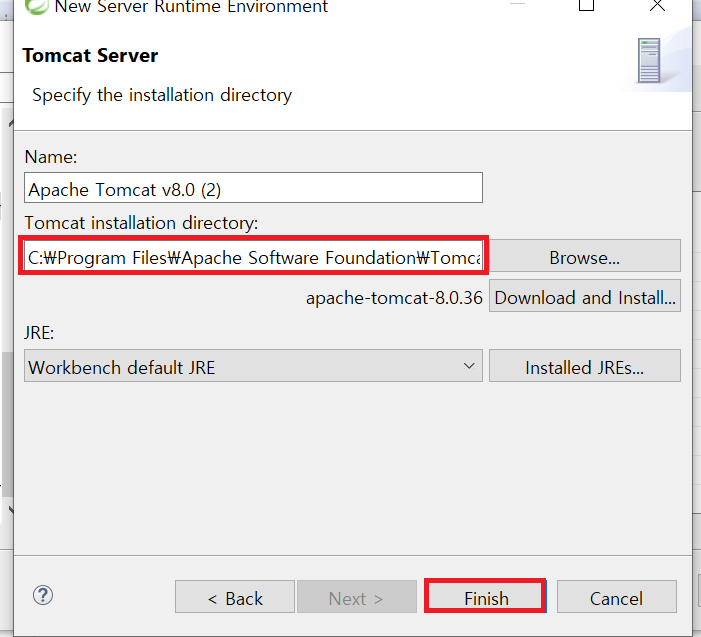 New Server Runtime Environment
Tomcat Server
Specify the installation directory
Name:
Apache Tomcat v8.0 (2)
Tomcat installation directory:
C:₩Program Files₩Apache Software Foundation₩Tomca
Browse...
apache-tomcat-8.0.36
Download and Install...
JRE:
Workbench default JRE
Installed JREs...
?
< Back
Next >
Finish
Cancel